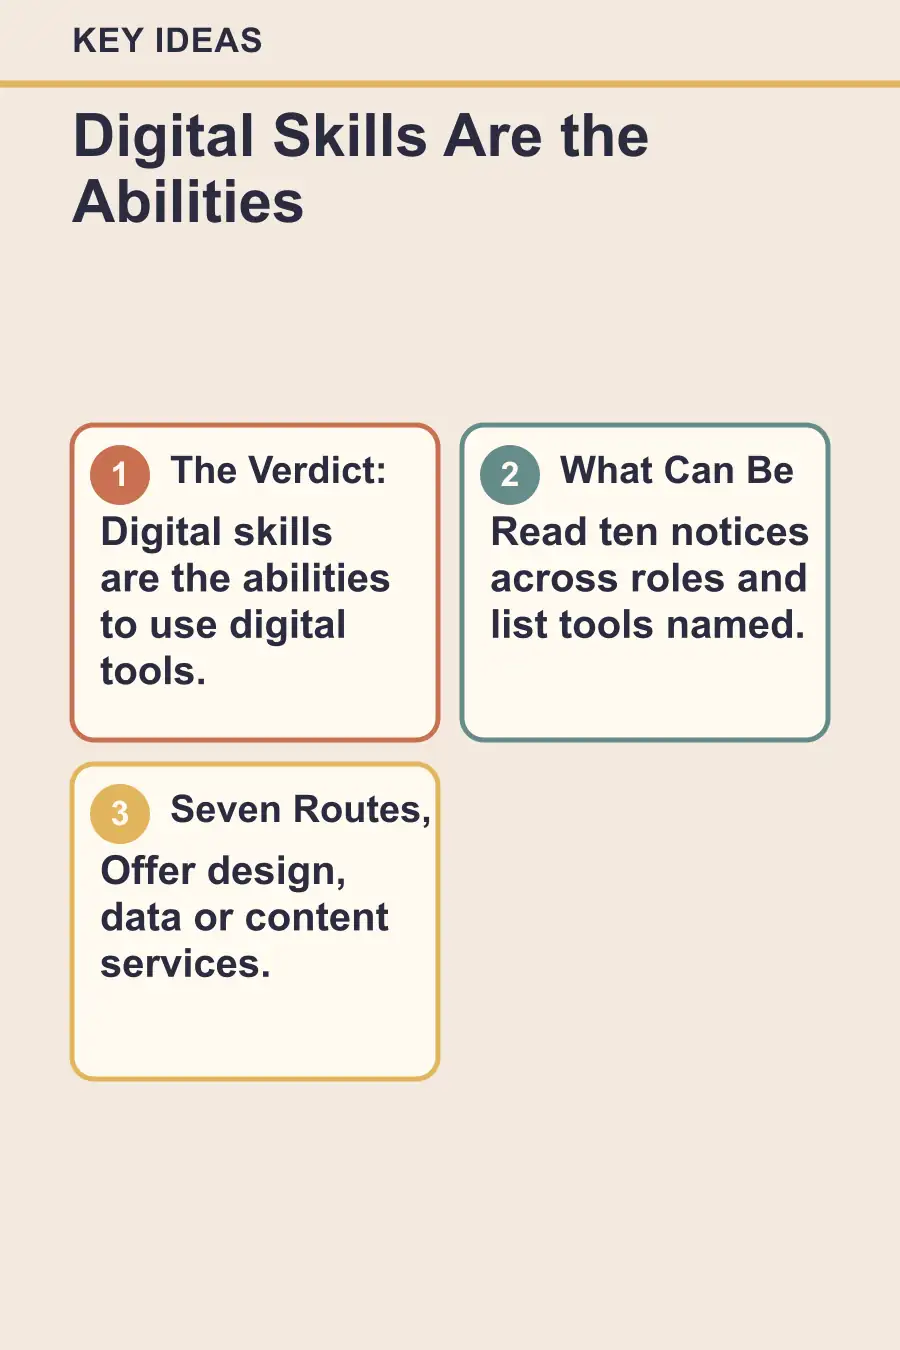 KEY IDEAS
Digital Skills Are the
Abilities
1 The Verdict:
Digital skills
are the abilities
to use digital
tools.
2 What Can Be
Read ten notices
across roles and
list tools named.
3 Seven Routes,
Offer design,
data or content
services.